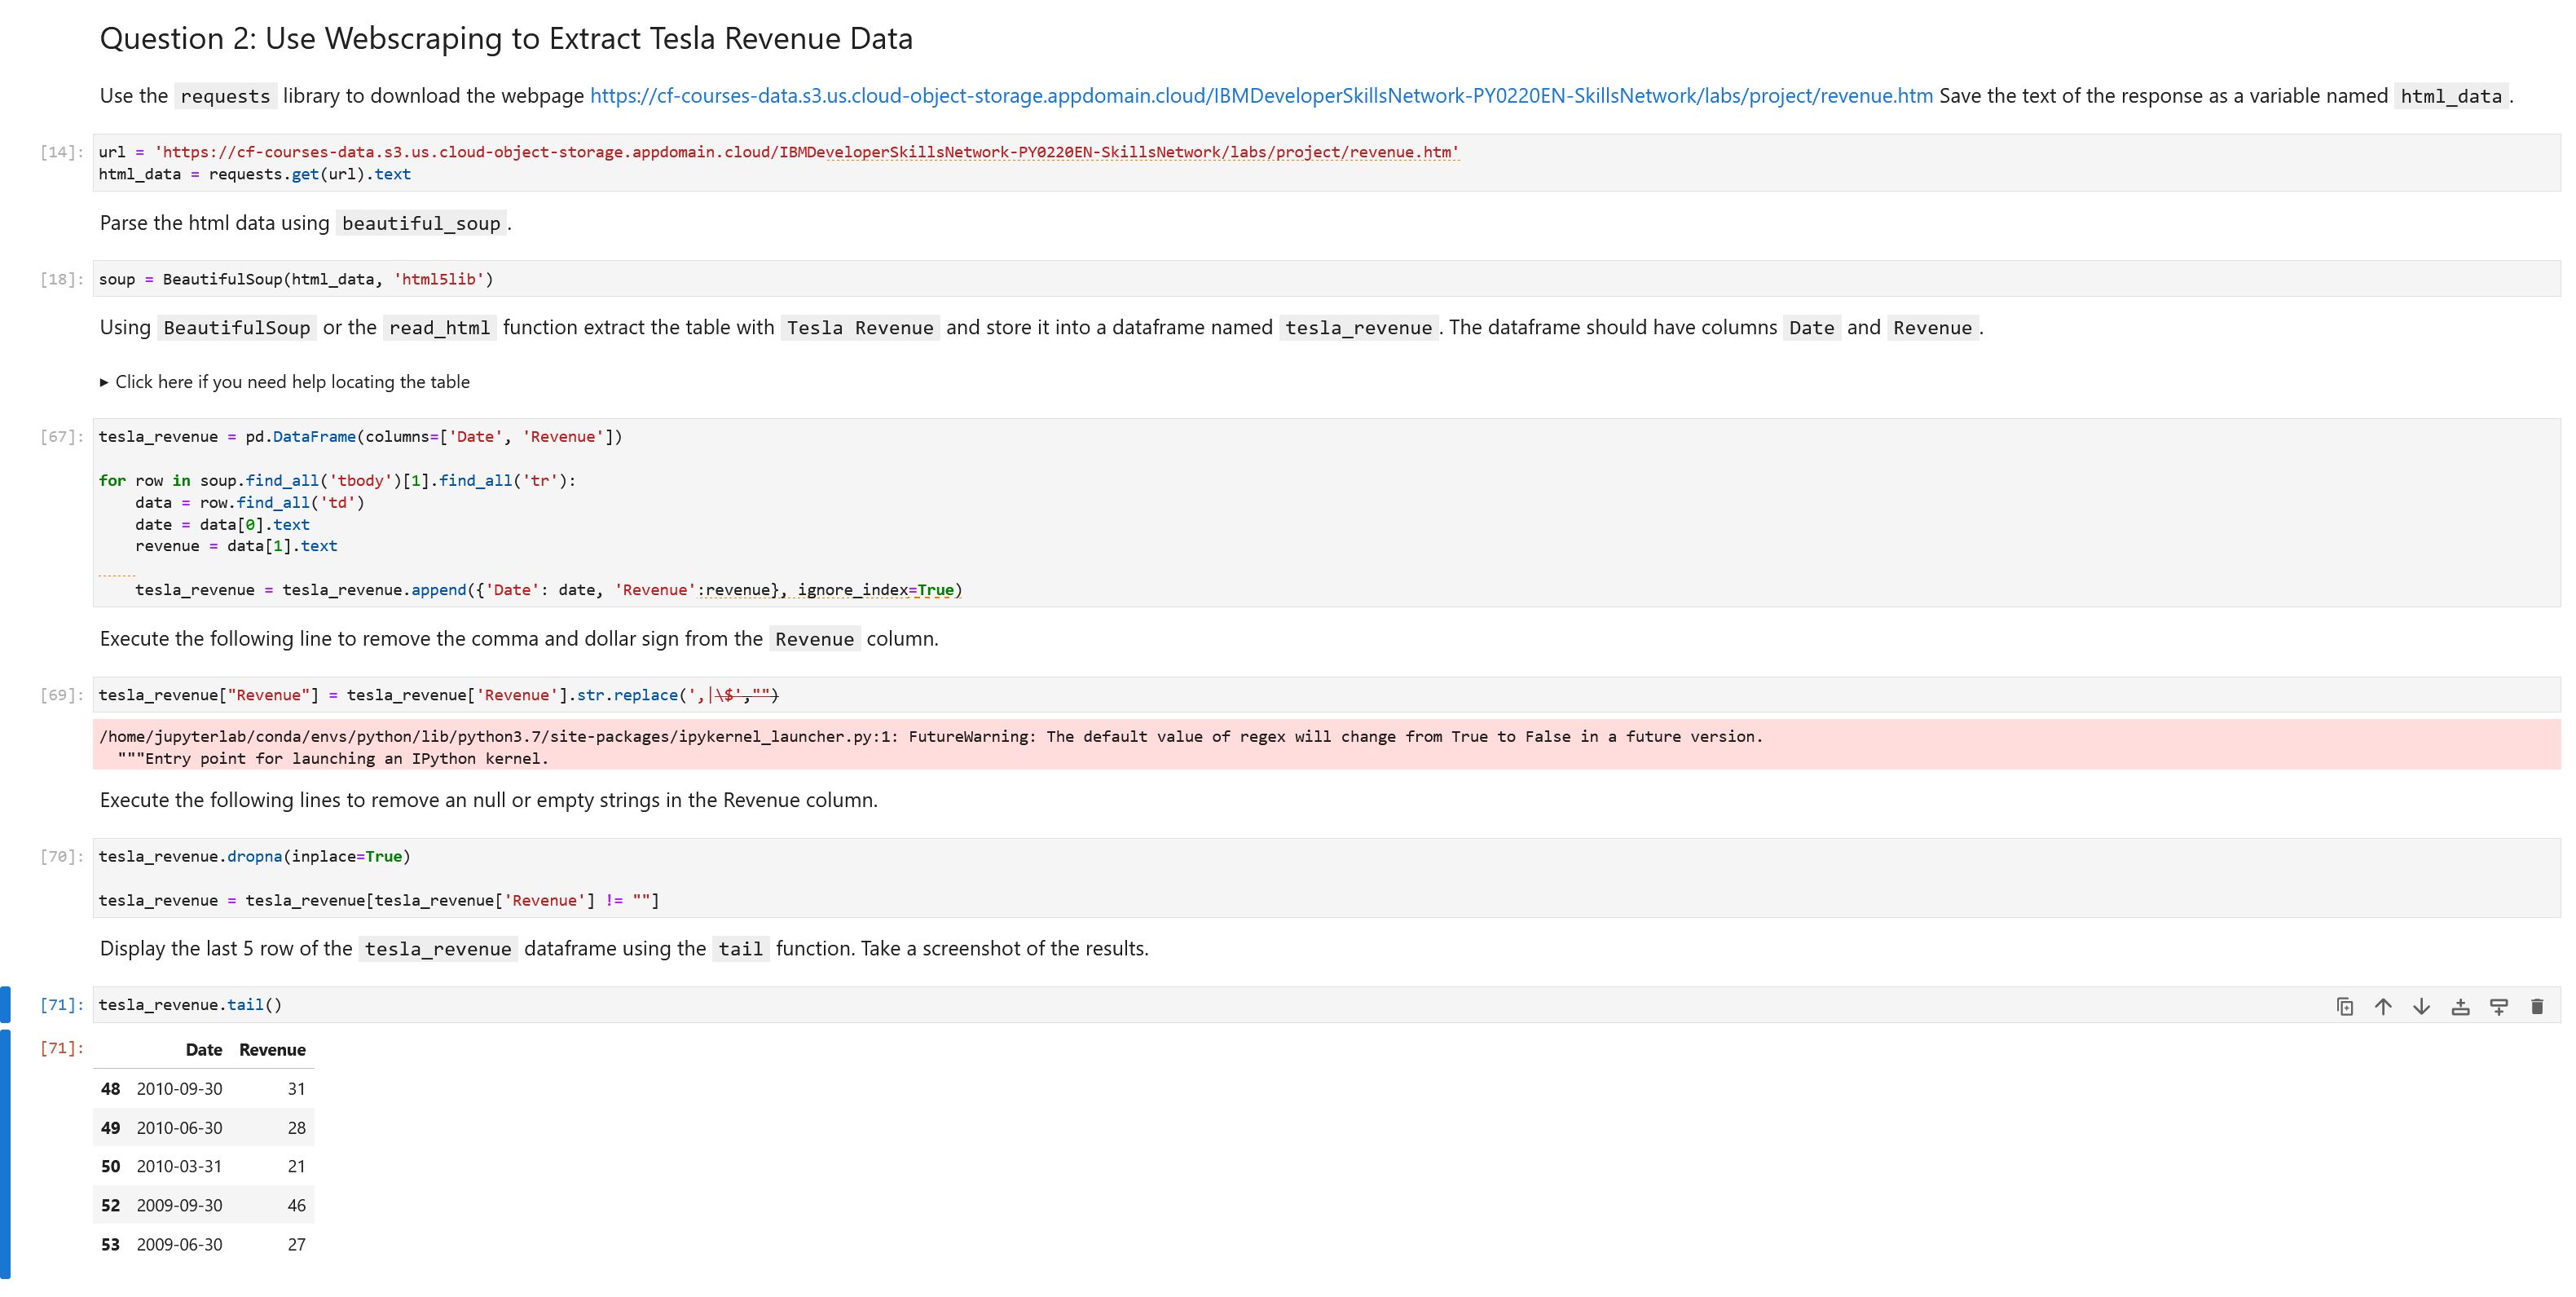 Question 2: Use Webscraping to Extract Tesla Revenue Data
Use the requests library to download the webpage https://cf-courses-data.s3.us.cloud-object-storage.appdomain.cloud/IBMDeveloperSkillsNetwork-PY0220EN-SkillsNetwork/labs/project/revenue.htm Save the text of the response as a variable named html_data.
[14]: url = 'https://cf-courses-data.s3.us.cloud-object-storage.appdomain.cloud/IBMDeveloperSkillsNetwork-PY0220EN-SkillsNetwork/labs/project/revenue.htm'
html_data = requests.get(url).text
Parse the html data using beautiful_soup.
[18]: soup = BeautifulSoup(html_data, 'html5lib')
Using BeautifulSoup or the read_html function extract the table with Tesla Revenue and store it into a dataframe named tesla_revenue. The dataframe should have columns Date and Revenue.
▸ Click here if you need help locating the table
[67]: tesla_revenue = pd.DataFrame(columns=['Date', 'Revenue'])
for row in soup.find_all('tbody')[1].find_all('tr'):
    data = row.find_all('td')
    date = data[0].text
    revenue = data[1].text
    tesla_revenue = tesla_revenue.append({'Date': date, 'Revenue':revenue}, ignore_index=True)
Execute the following line to remove the comma and dollar sign from the Revenue column.
[69]: tesla_revenue["Revenue"] = tesla_revenue['Revenue'].str.replace(',|\$',"")
/home/jupyterlab/conda/envs/python/lib/python3.7/site-packages/ipykernel_launcher.py:1: FutureWarning: The default value of regex will change from True to False in a future version.
  """Entry point for launching an IPython kernel.
Execute the following lines to remove an null or empty strings in the Revenue column.
[70]: tesla_revenue.dropna(inplace=True)
tesla_revenue = tesla_revenue[tesla_revenue['Revenue'] != ""]
Display the last 5 row of the tesla_revenue dataframe using the tail function. Take a screenshot of the results.
[71]: tesla_revenue.tail()
[71]: Date Revenue
48 2010-09-30 31
49 2010-06-30 28
50 2010-03-31 21
52 2009-09-30 46
53 2009-06-30 27